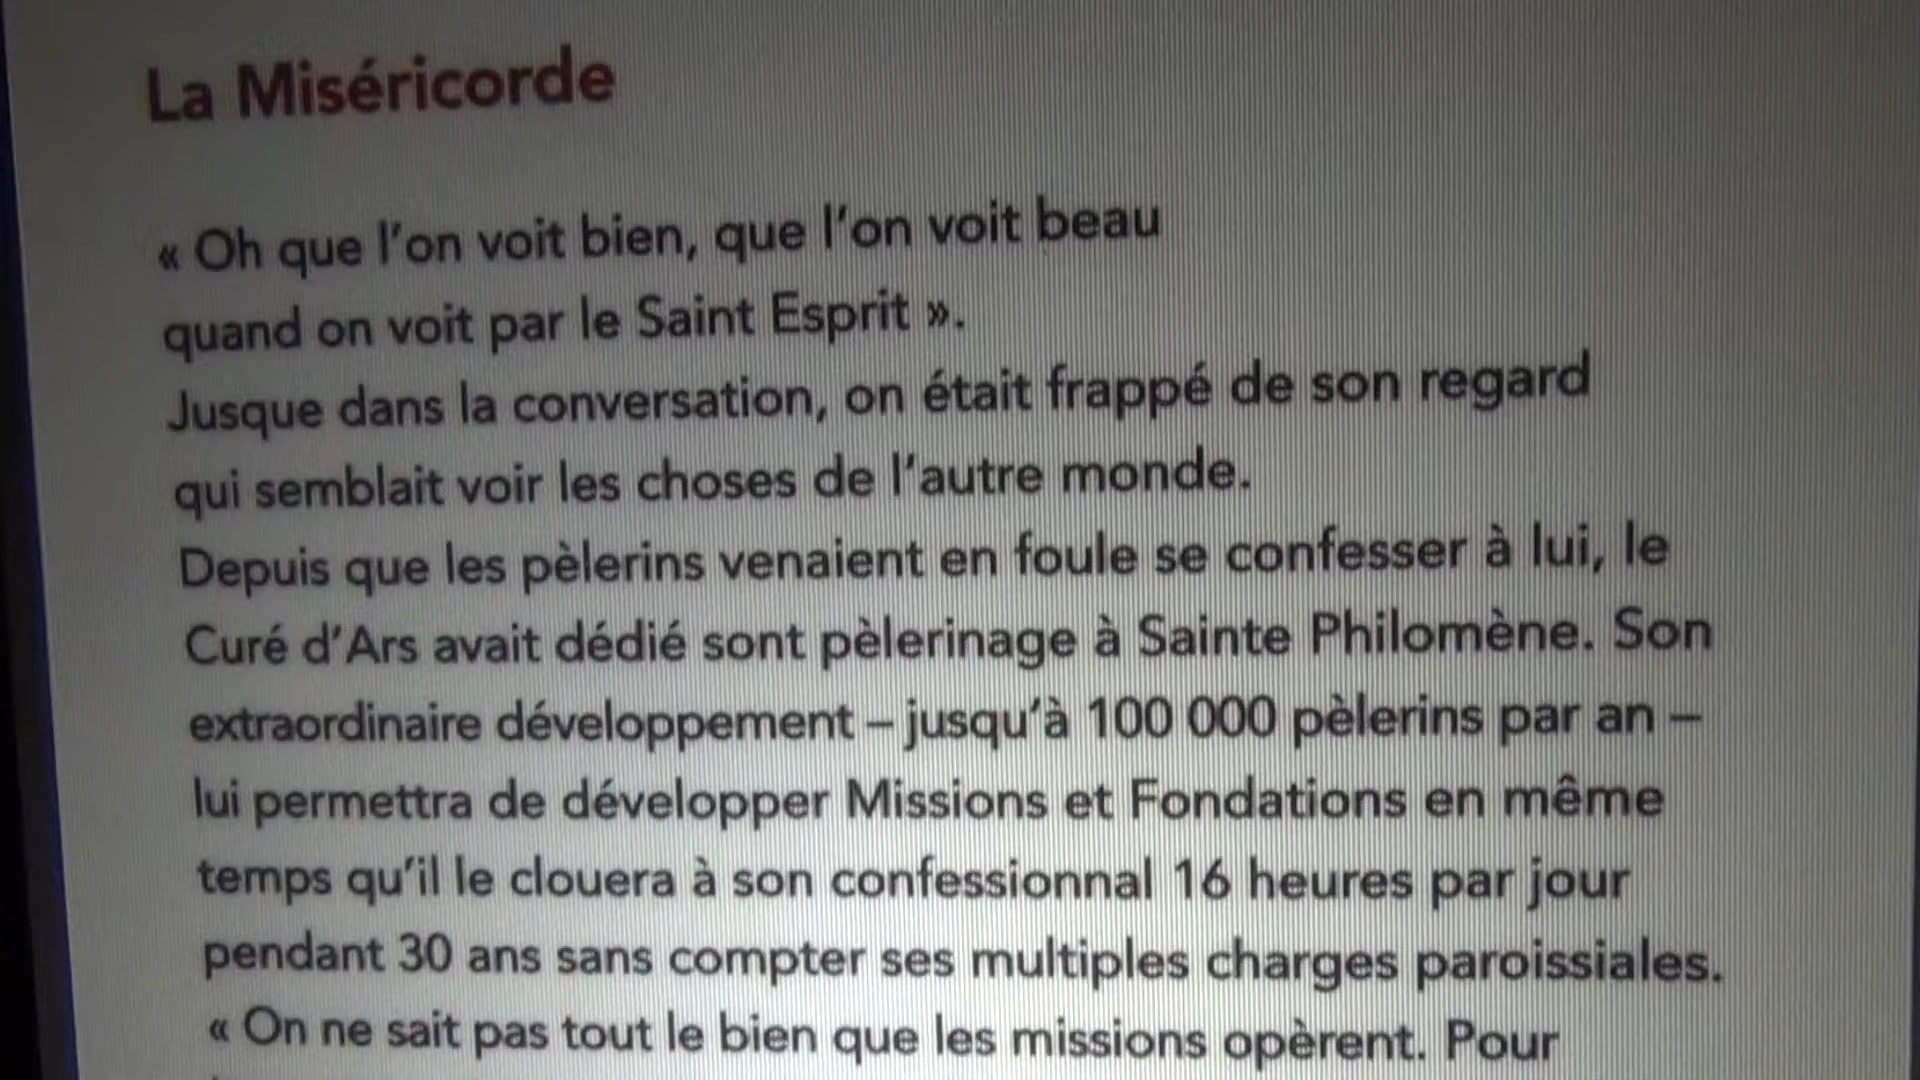 La Miséricorde
« Oh que l'on voit bien, que l'on voit beau
quand on voit par le Saint Esprit ».
Jusque dans la conversation, on était frappé de son regard
qui semblait voir les choses de l'autre monde.
Depuis que les pèlerins venaient en foule se confesser à lui, le
Curé d'Ars avait dédié sont pèlerinage à Sainte Philomène. Son
extraordinaire développement – jusqu'à 100 000 pèlerins par an –
lui permettra de développer Missions et Fondations en même
temps qu'il le clouera à son confessionnal 16 heures par jour
pendant 30 ans sans compter ses multiples charges paroissiales.
« On ne sait pas tout le bien que les missions opèrent. Pour